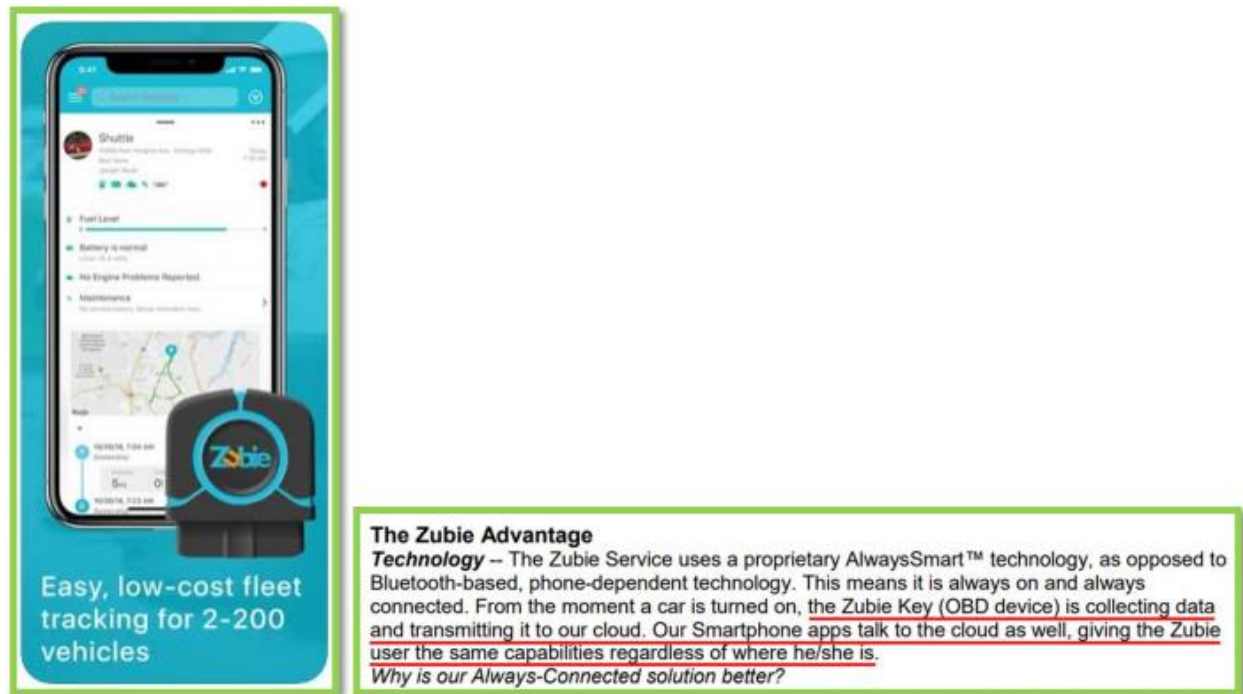 9:41
Shuttle
Fuel Level
Battery is normal
No Engine Problems Reported.
Maintenance
Zubie
Easy, low-cost fleet
tracking for 2-200
vehicles
The Zubie Advantage
Technology -- The Zubie Service uses a proprietary AlwaysSmart™ technology, as opposed to
Bluetooth-based, phone-dependent technology. This means it is always on and always
connected. From the moment a car is turned on, the Zubie Key (OBD device) is collecting data
and transmitting it to our cloud. Our Smartphone apps talk to the cloud as well, giving the Zubie
user the same capabilities regardless of where he/she is.
Why is our Always-Connected solution better?